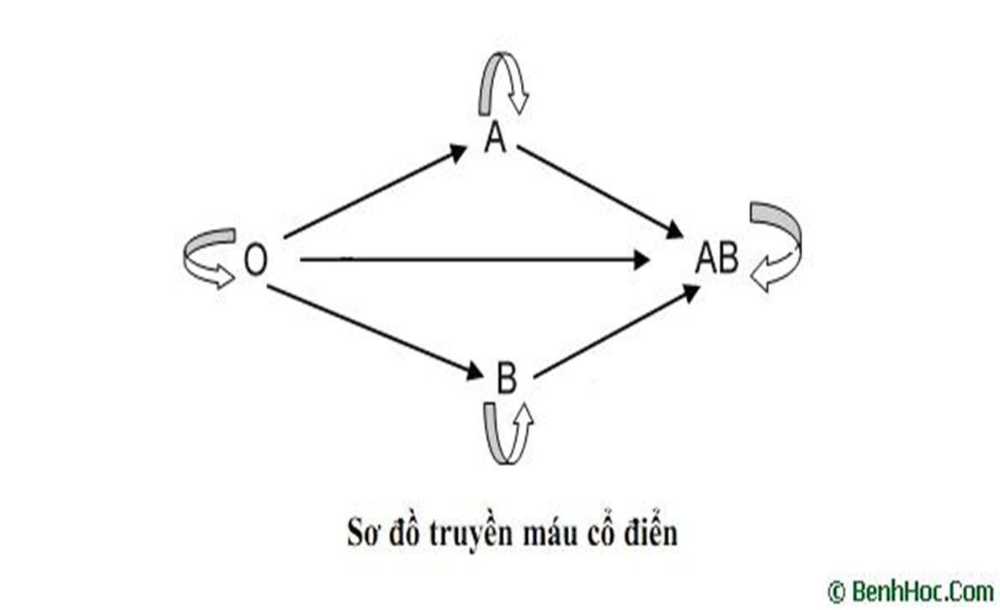 A
O
AB
B
Sơ đồ truyền máu cổ điển
© BenhHoc.Com